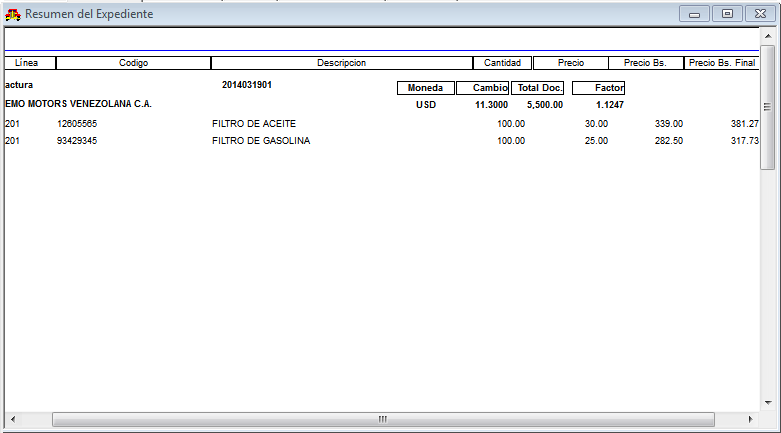 Resumen del Expediente
Línea Codigo Descripcion Cantidad Precio Precio Bs. Precio Bs. Final
actura 2014031901 Moneda Cambio Total Doc. Factor
EMO MOTORS VENEZOLANA C.A. USD 11.3000 5,500.00 1.1247
201 12605565 FILTRO DE ACEITE 100.00 30.00 339.00 381.27
201 93429345 FILTRO DE GASOLINA 100.00 25.00 282.50 317.73